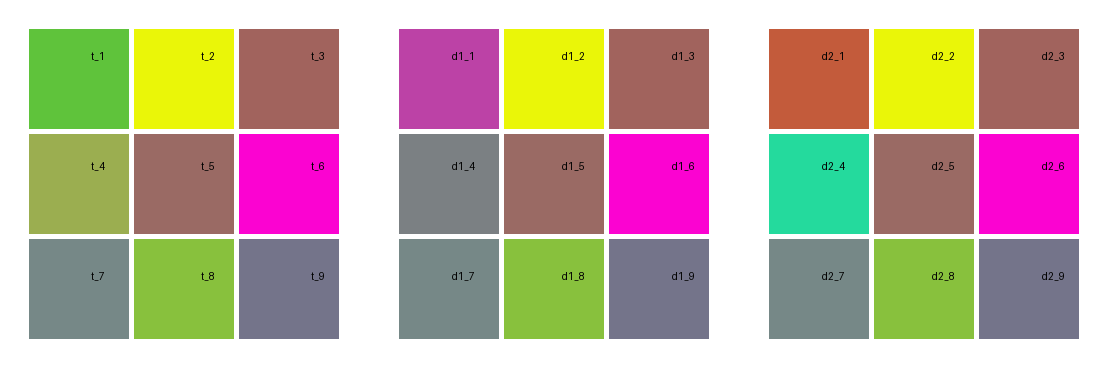 t_1 t_2 t_3 d1_1 d1_2 d1_3 d2_1 d2_2 d2_3
t_4 t_5 t_6 d1_4 d1_5 d1_6 d2_4 d2_5 d2_6
t_7 t_8 t_9 d1_7 d1_8 d1_9 d2_7 d2_8 d2_9